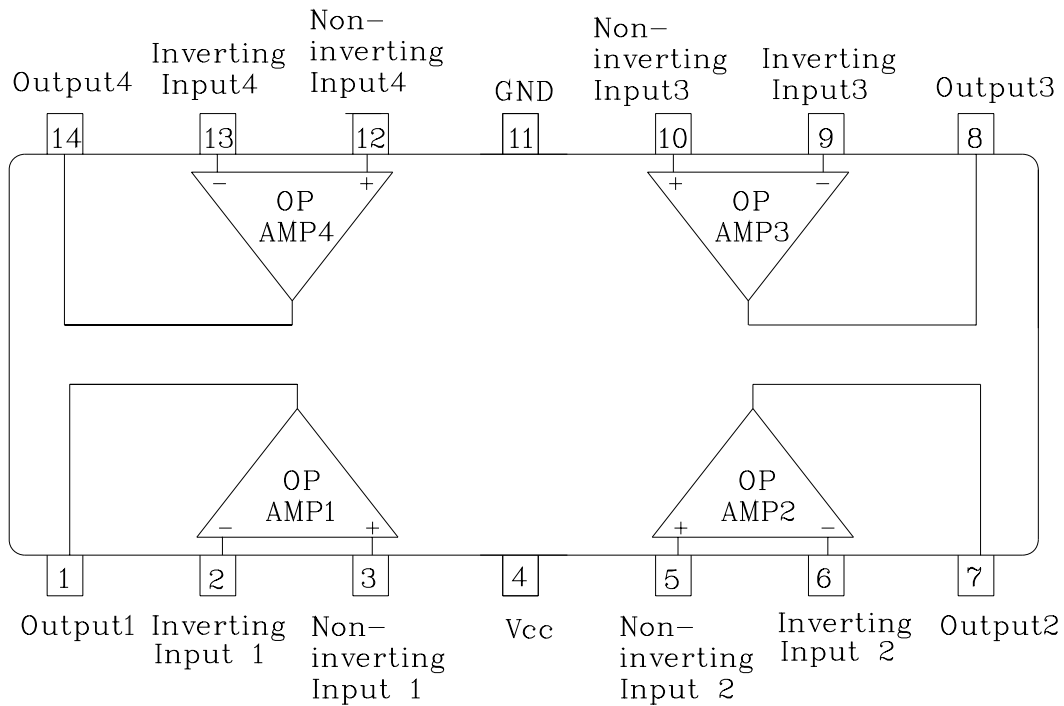 Output4
Inverting
Input4
Non-
inverting
Input4
GND
Non-
inverting
Input3
Inverting
Input3
Output3
14
13
12
11
10
9
8
− +
OP
AMP4
+ −
OP
AMP3
OP
AMP1
− +
OP
AMP2
+ −
1
2
3
4
5
6
7
Output1
Inverting
Input 1
Non-
inverting
Input 1
Vcc
Non-
inverting
Input 2
Inverting
Input 2
Output2